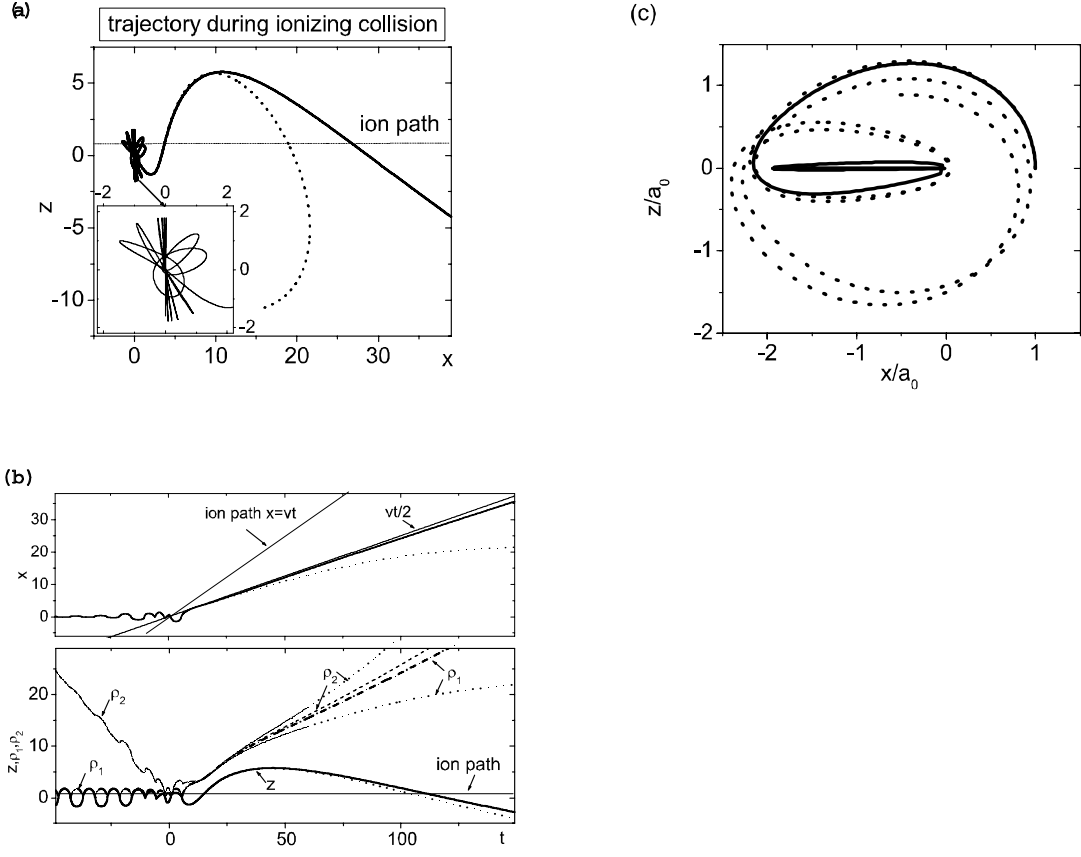 (a)
trajectory during ionizing collision
ion path
5
0
-5
-10
z
0
10
20
30
x
-2
0
2
2
0
-2
(c)
1
0
-1
-2
z/a₀
-2
-1
0
1
x/a₀
(b)
30
20
10
0
x
ion path x=vt
vt/2
20
10
0
z,ρ₁,ρ₂
ρ₂
ρ₁
ρ₂
ρ₁
z
ion path
0
50
100
t